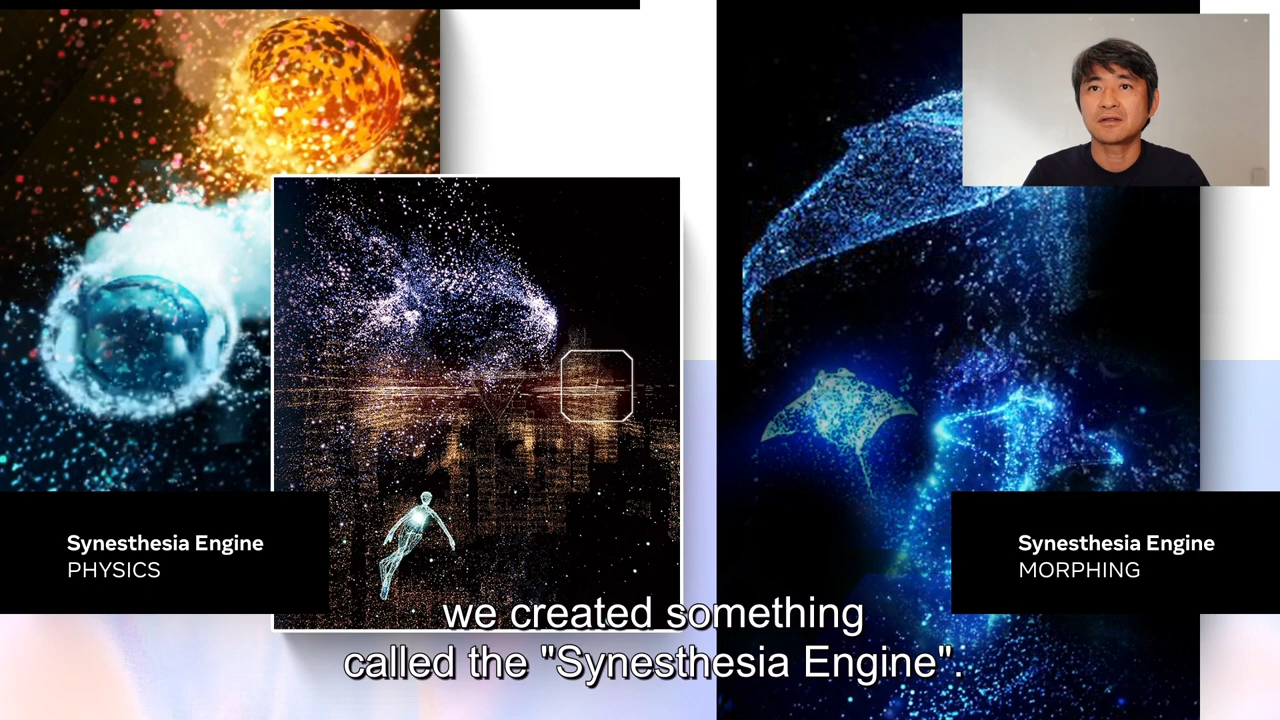 Synesthesia Engine
PHYSICS
Synesthesia Engine
MORPHING
we created something
called the "Synesthesia Engine".